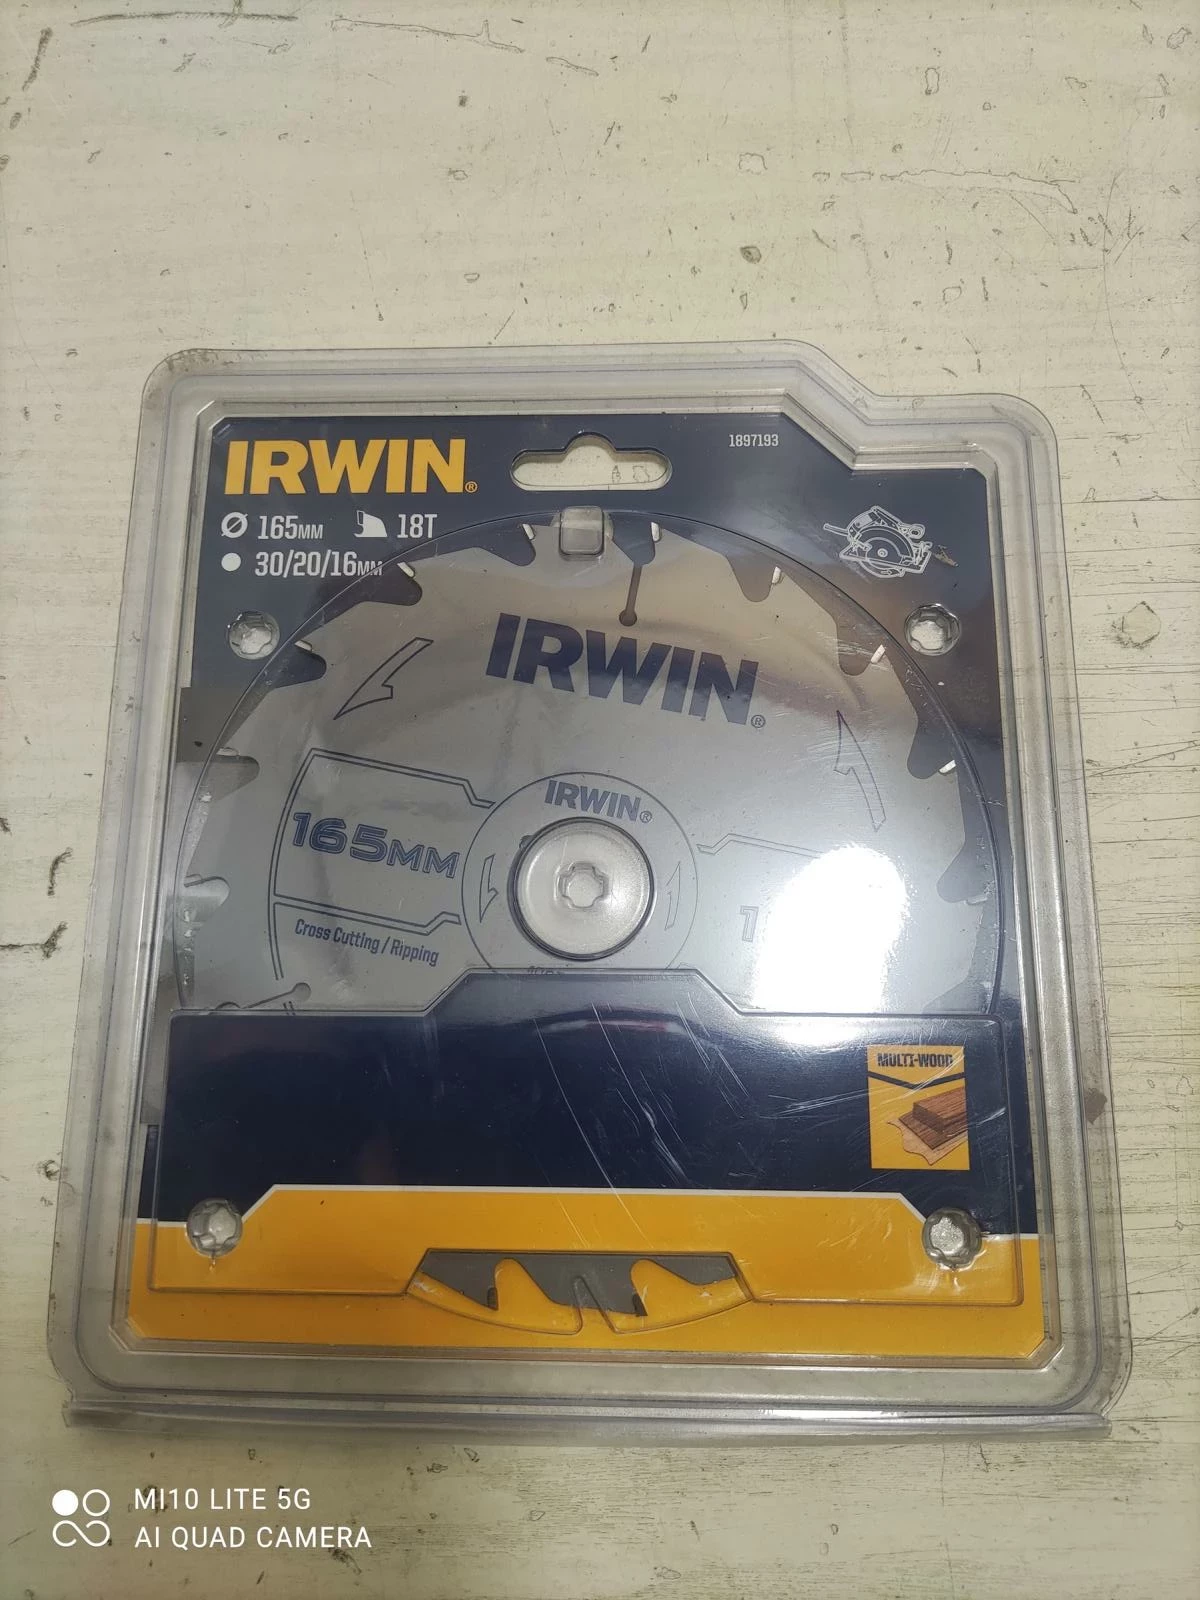 IRWIN®
1897193
165MM 18T
30/20/16MM
IRWIN®
IRWIN®
165MM
Cross Cutting / Ripping
MULTI-WOOD
MI10 LITE 5G
AI QUAD CAMERA